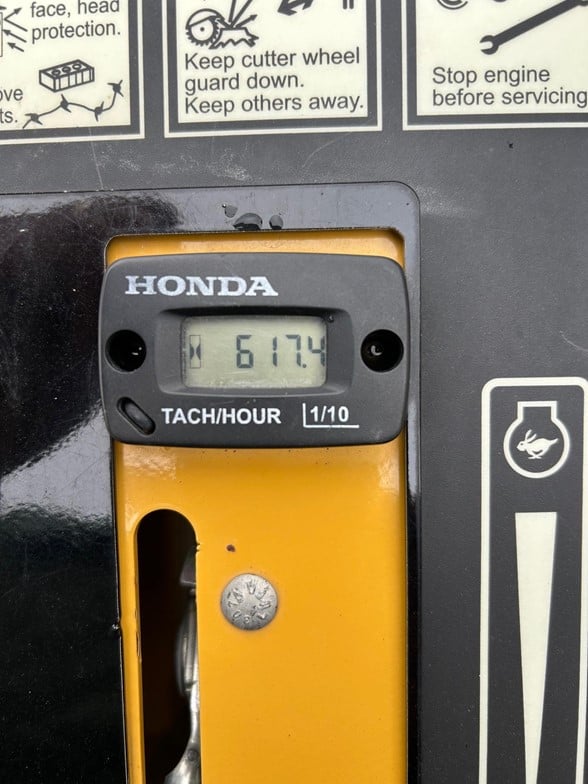 face, head
protection.
Keep cutter wheel
guard down.
Keep others away.
Stop engine
before servicing
HONDA
617.4
TACH/HOUR 1/10